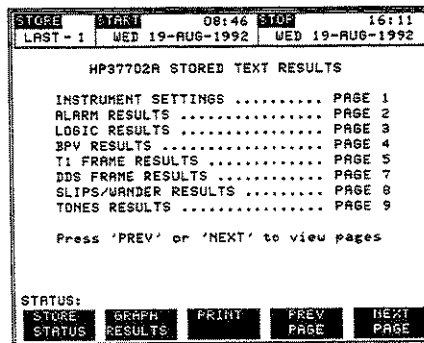 STORE START 08:46 STOP 16:11
LAST - 1 WED 19-AUG-1992 WED 19-AUG-1992
HP37702A STORED TEXT RESULTS
INSTRUMENT SETTINGS .......... PAGE 1
ALARM RESULTS ................ PAGE 2
LOGIC RESULTS ................ PAGE 3
BPV RESULTS .................. PAGE 4
T1 FRAME RESULTS ............. PAGE 5
DDS FRAME RESULTS ............ PAGE 7
SLIPS/WANDER RESULTS ......... PAGE 8
TONES RESULTS ................ PAGE 9
Press 'PREV' or 'NEXT' to view pages
STATUS:
STORE STATUS
GRAPH RESULTS
PRINT
PREV PAGE
NEXT PAGE